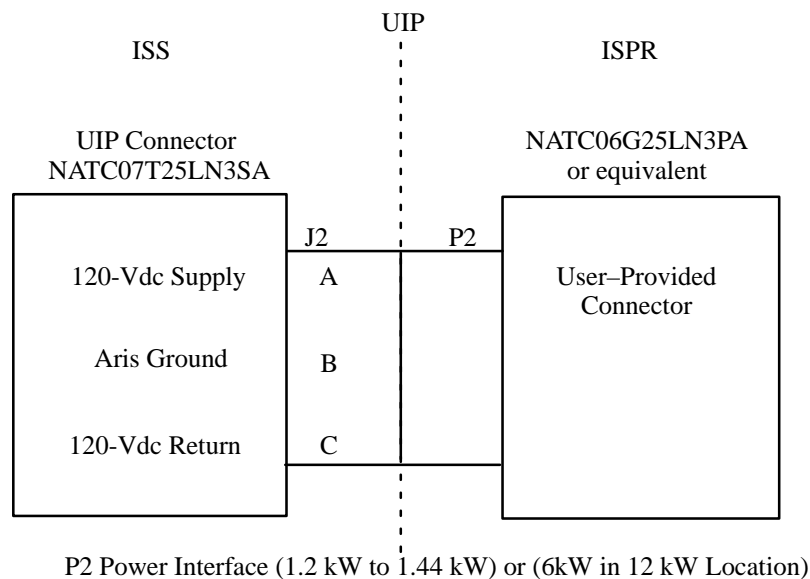 UIP
ISS
ISPR
UIP Connector
NATC07T25LN3SA
NATC06G25LN3PA
or equivalent
J2
P2
120-Vdc Supply
A
User–Provided
Connector
Aris Ground
B
120-Vdc Return
C
P2 Power Interface (1.2 kW to 1.44 kW) or (6kW in 12 kW Location)